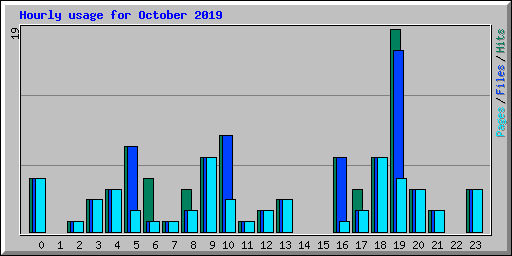 Hourly usage for October 2019
19
Pages/Files/Hits
0 1 2 3 4 5 6 7 8 9 10 11 12 13 14 15 16 17 18 19 20 21 22 23